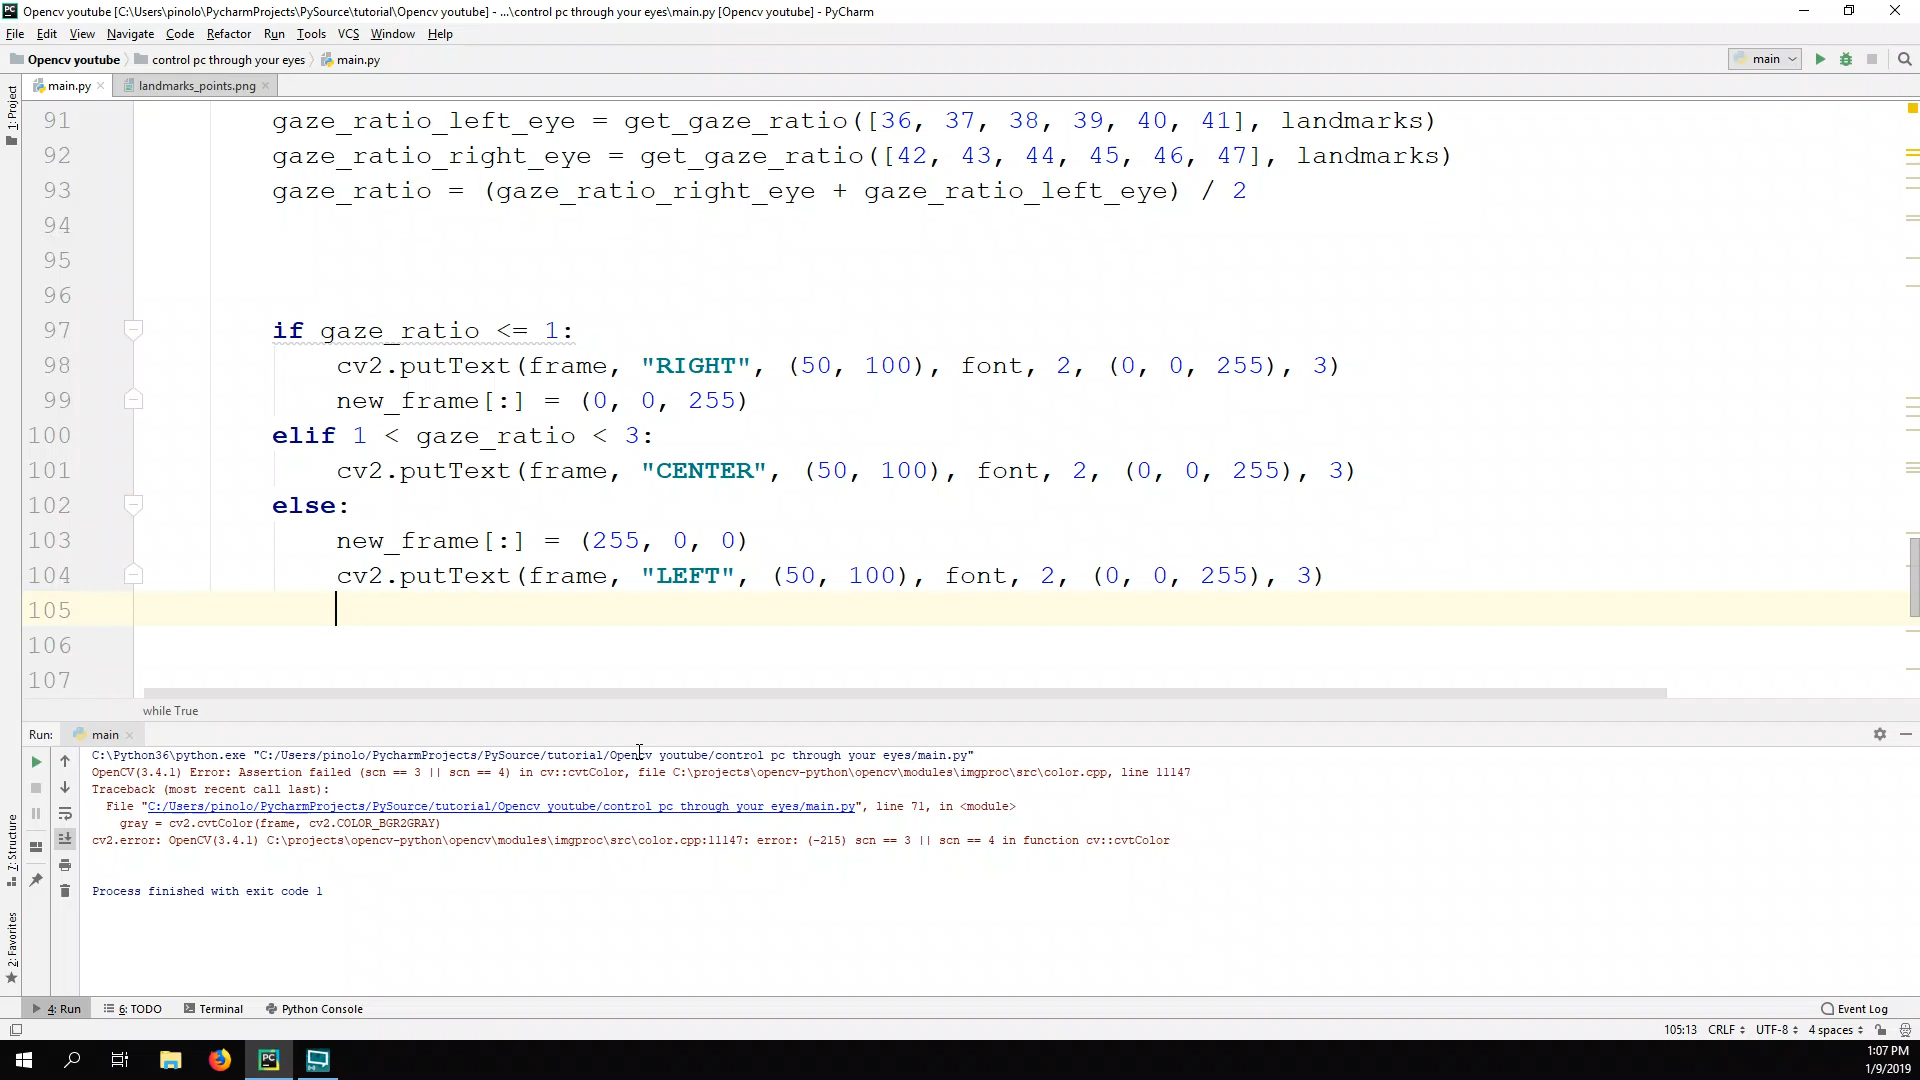 Opencv youtube [C:\Users\pinolo\PycharmProjects\PySource\tutorial\Opencv youtube] - ...\control pc through your eyes\main.py [Opencv youtube] - PyCharm
File Edit View Navigate Code Refactor Run Tools VCS Window Help
Opencv youtube control pc through your eyes main.py main
main.py landmarks_points.png
1: Project
91 gaze_ratio_left_eye = get_gaze_ratio([36, 37, 38, 39, 40, 41], landmarks)
92 gaze_ratio_right_eye = get_gaze_ratio([42, 43, 44, 45, 46, 47], landmarks)
93 gaze_ratio = (gaze_ratio_right_eye + gaze_ratio_left_eye) / 2
94
95
96
97 if gaze_ratio <= 1:
98 cv2.putText(frame, "RIGHT", (50, 100), font, 2, (0, 0, 255), 3)
99 new_frame[:] = (0, 0, 255)
100 elif 1 < gaze_ratio < 3:
101 cv2.putText(frame, "CENTER", (50, 100), font, 2, (0, 0, 255), 3)
102 else:
103 new_frame[:] = (255, 0, 0)
104 cv2.putText(frame, "LEFT", (50, 100), font, 2, (0, 0, 255), 3)
105
106
107
while True
Run: main
C:\Python36\python.exe "C:/Users/pinolo/PycharmProjects/PySource/tutorial/Opencv youtube/control pc through your eyes/main.py"
OpenCV(3.4.1) Error: Assertion failed (scn == 3 || scn == 4) in cv::cvtColor, file C:\projects\opencv-python\opencv\modules\imgproc\src\color.cpp, line 11147
Traceback (most recent call last):
File "C:/Users/pinolo/PycharmProjects/PySource/tutorial/Opencv youtube/control pc through your eyes/main.py", line 71, in <module>
gray = cv2.cvtColor(frame, cv2.COLOR_BGR2GRAY)
cv2.error: OpenCV(3.4.1) C:\projects\opencv-python\opencv\modules\imgproc\src\color.cpp:11147: error: (-215) scn == 3 || scn == 4 in function cv::cvtColor
Process finished with exit code 1
7: Structure
2: Favorites
4: Run 6: TODO Terminal Python Console Event Log
105:13 CRLF UTF-8 4 spaces
PC
1:07 PM
1/9/2019